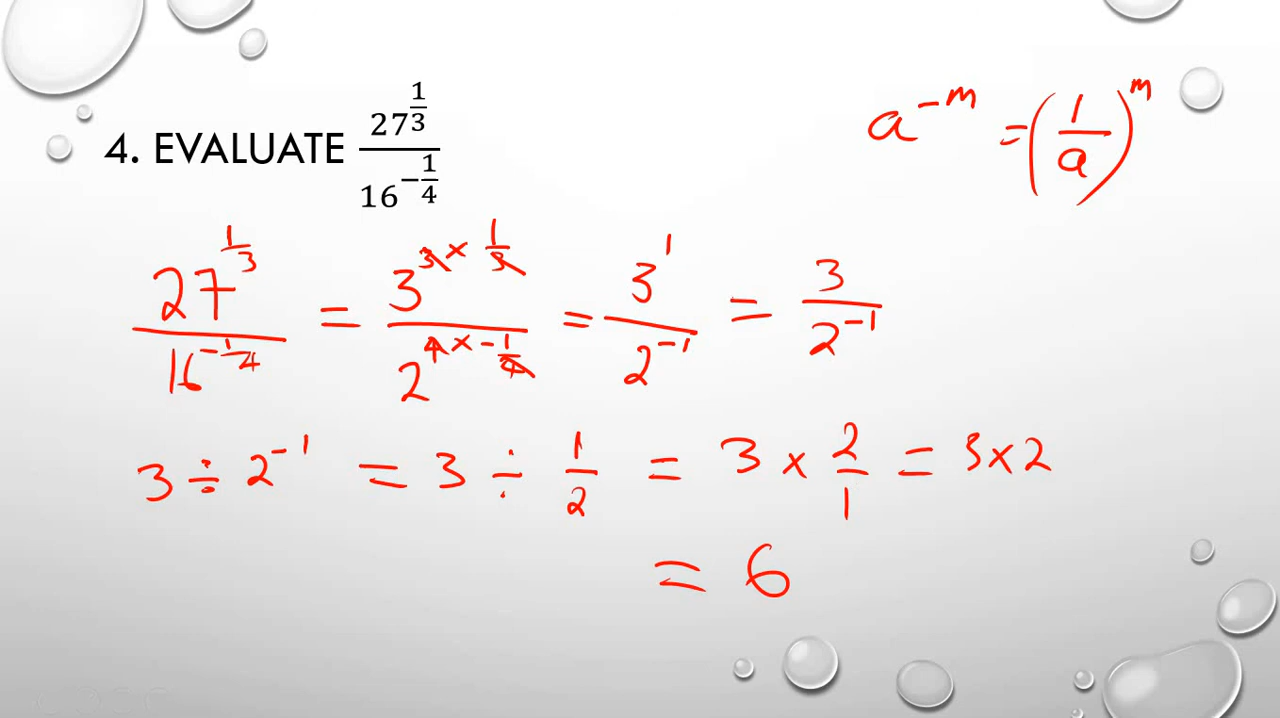 4. EVALUATE 27^(1/3) / 16^(-1/4)
a^(-m) = (1/a)^m
27^(1/3) / 16^(-1/4) = 3^(3 × 1/3) / 2^(4 × -1/4) = 3^1 / 2^(-1) = 3 / 2^(-1)
3 ÷ 2^(-1) = 3 ÷ 1/2 = 3 × 2/1 = 3 × 2
= 6